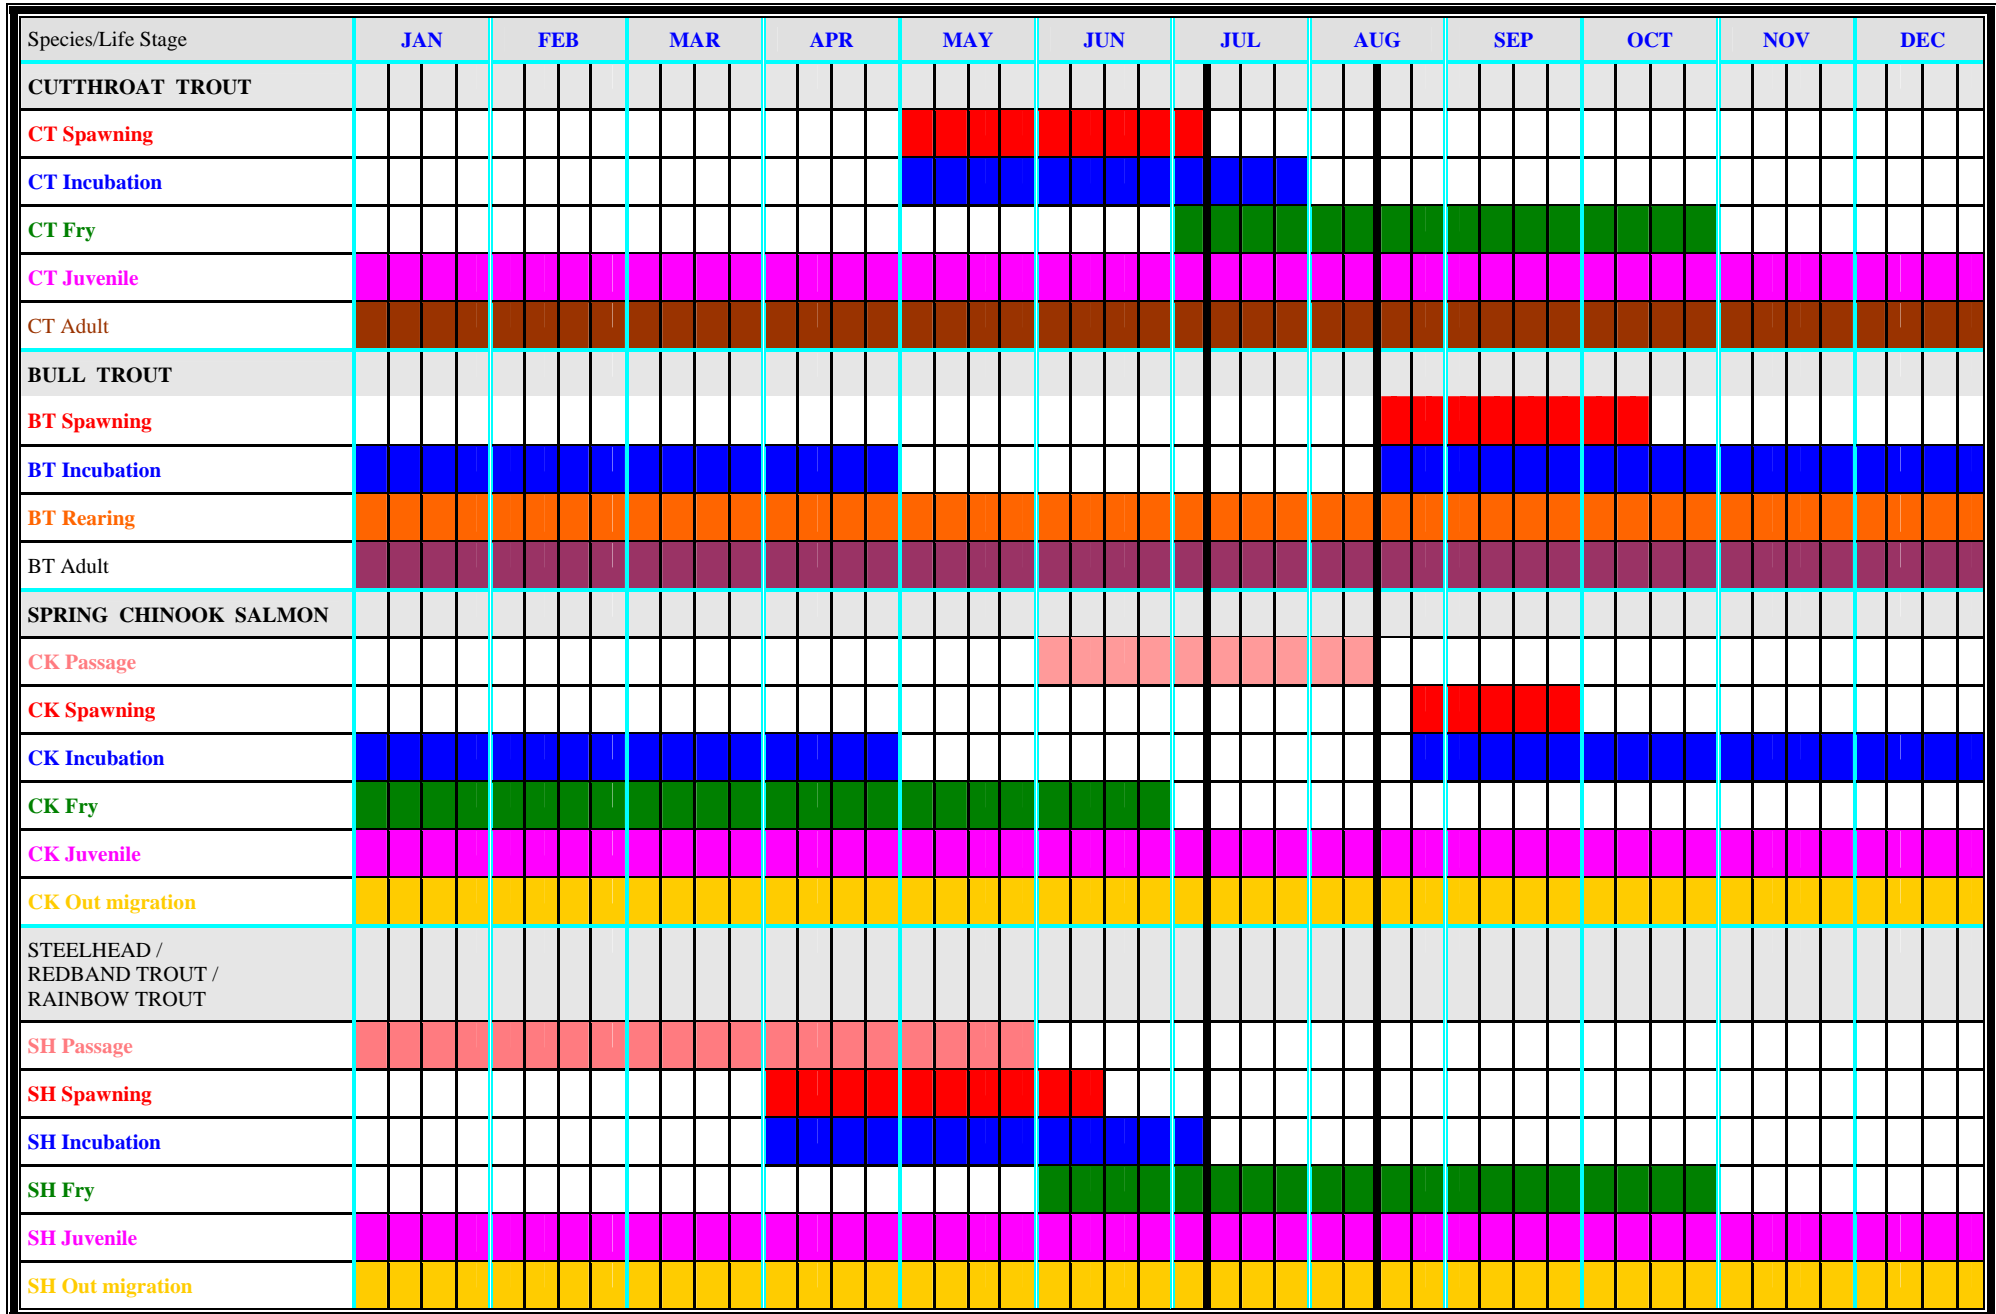 Species/Life Stage JAN FEB MAR APR MAY JUN JUL AUG SEP OCT NOV DEC
CUTTHROAT TROUT
CT Spawning
CT Incubation
CT Fry
CT Juvenile
CT Adult
BULL TROUT
BT Spawning
BT Incubation
BT Rearing
BT Adult
SPRING CHINOOK SALMON
CK Passage
CK Spawning
CK Incubation
CK Fry
CK Juvenile
CK Out migration
STEELHEAD /
REDBAND TROUT /
RAINBOW TROUT
SH Passage
SH Spawning
SH Incubation
SH Fry
SH Juvenile
SH Out migration